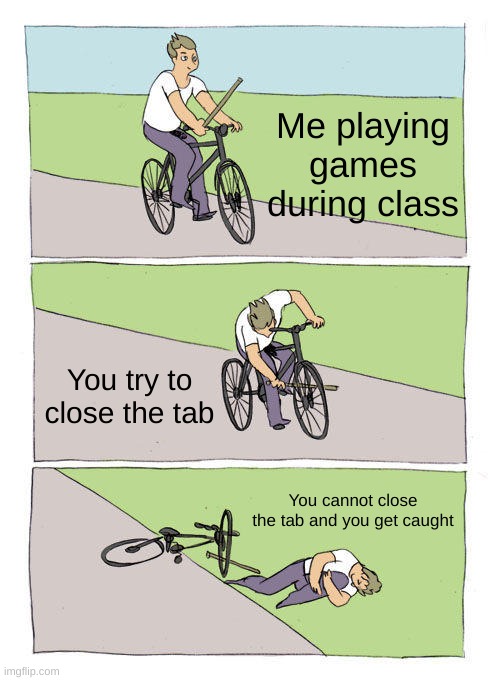 Me playing
games
during class
You try to
close the tab
You cannot close
the tab and you get caught
imgflip.com